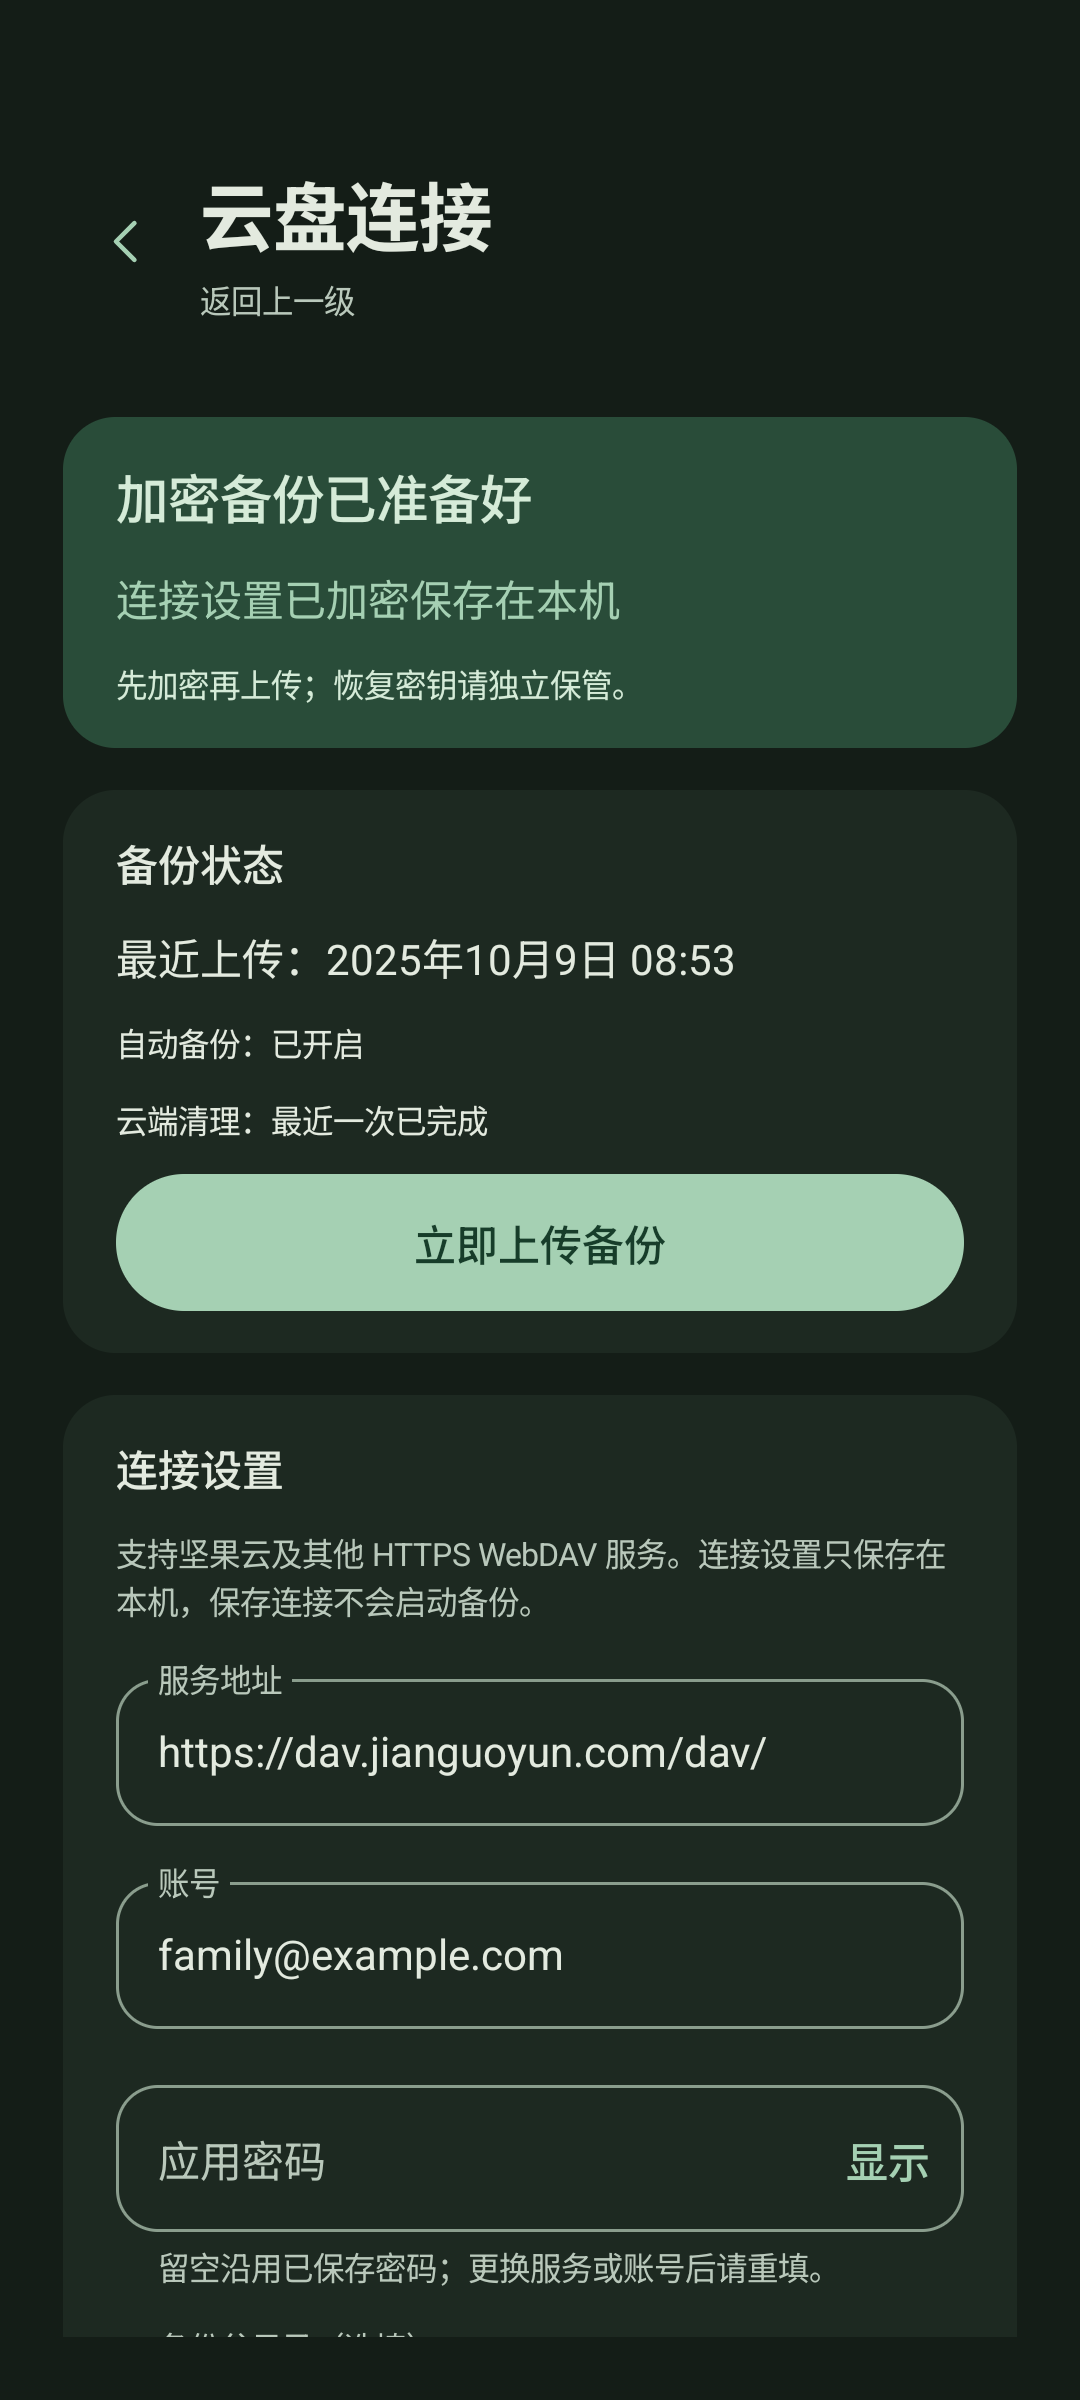 云盘连接
返回上一级
加密备份已准备好
连接设置已加密保存在本机
先加密再上传；恢复密钥请独立保管。
备份状态
最近上传：2025年10月9日 08:53
自动备份：已开启
云端清理：最近一次已完成
立即上传备份
连接设置
支持坚果云及其他 HTTPS WebDAV 服务。连接设置只保存在
本机，保存连接不会启动备份。
服务地址
https://dav.jianguoyun.com/dav/
账号
family@example.com
应用密码
显示
留空沿用已保存密码；更换服务或账号后请重填。